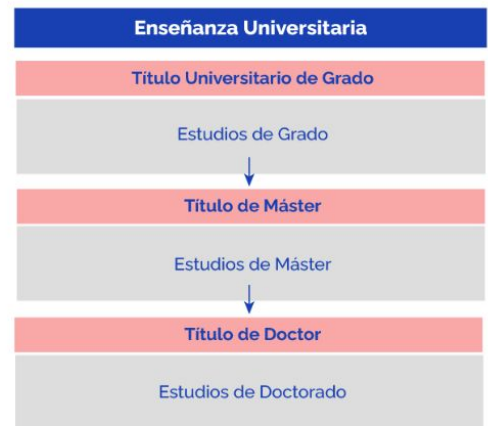 Enseñanza Universitaria
Título Universitario de Grado
Estudios de Grado
Título de Máster
Estudios de Máster
Título de Doctor
Estudios de Doctorado